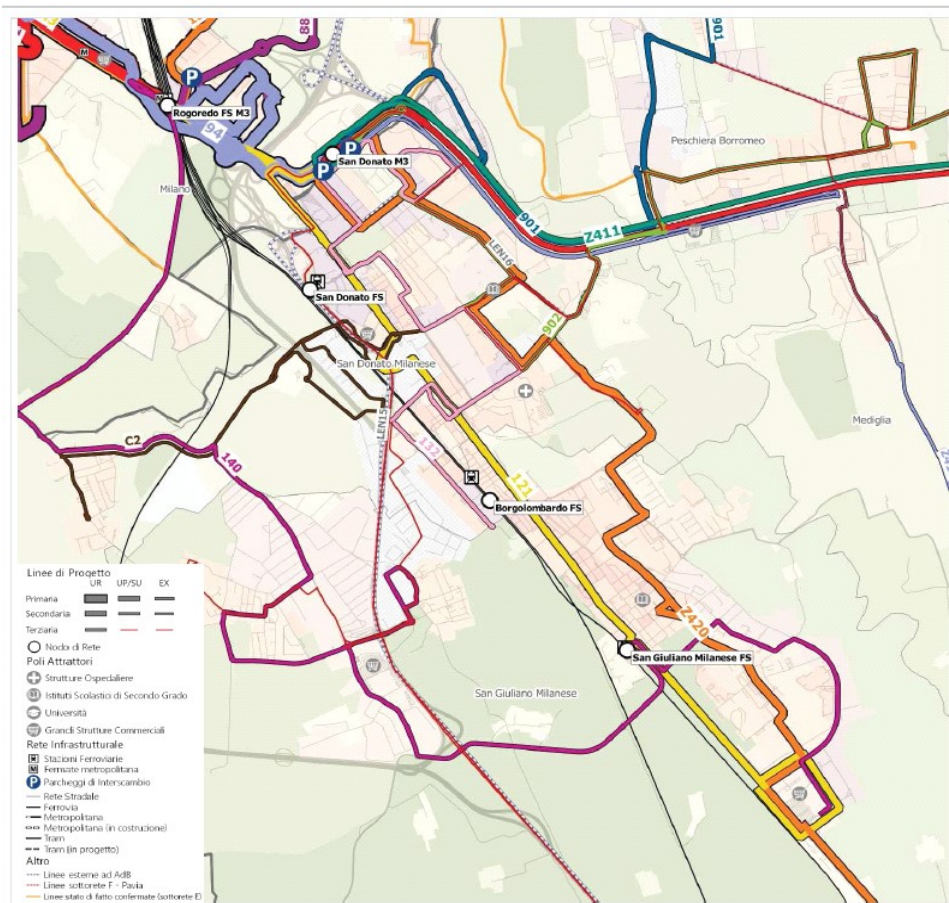 88
901
P
M
Rogoredo FS M3
94
P
San Donato M3
P
Peschiera Borromeo
Milano
901
Z411
LEN16
San Donato FS
902
San Donato Milanese
LEN15
Mediglia
C2
132
140
121
Borgolombardo FS
Z420
San Giuliano Milanese FS
San Giuliano Milanese
Linee di Progetto
UR UP/SU EX
Primaria
Secondaria
Terziaria
Nodo di Rete
Poli Attrattori
Strutture Ospedaliere
Istituti Scolastico di Secondo Grado
Università
Grandi Strutture Commerciali
Rete Infrastrutturale
Stazioni Ferroviarie
M Fermate metropolitana
P Parcheggi di Interscambio
Rete Stradale
Ferrovia
Metropolitana
Metropolitana (in costruzione)
Tram
Tram (in progetto)
Altro
Linee esterne ad AdB
Linee sottorete F - Pavia
Linee stato di fatto confermate (sottorete E)